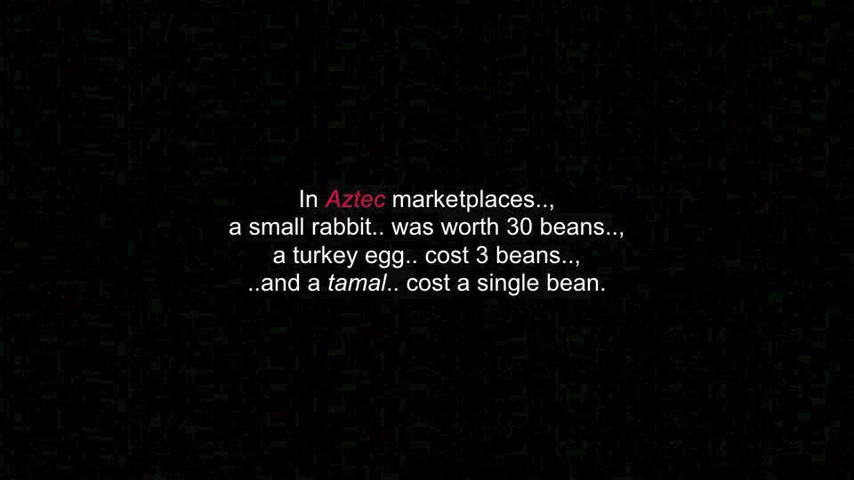 In Aztec marketplaces..,
a small rabbit.. was worth 30 beans..,
a turkey egg.. cost 3 beans..,
..and a tamal.. cost a single bean.